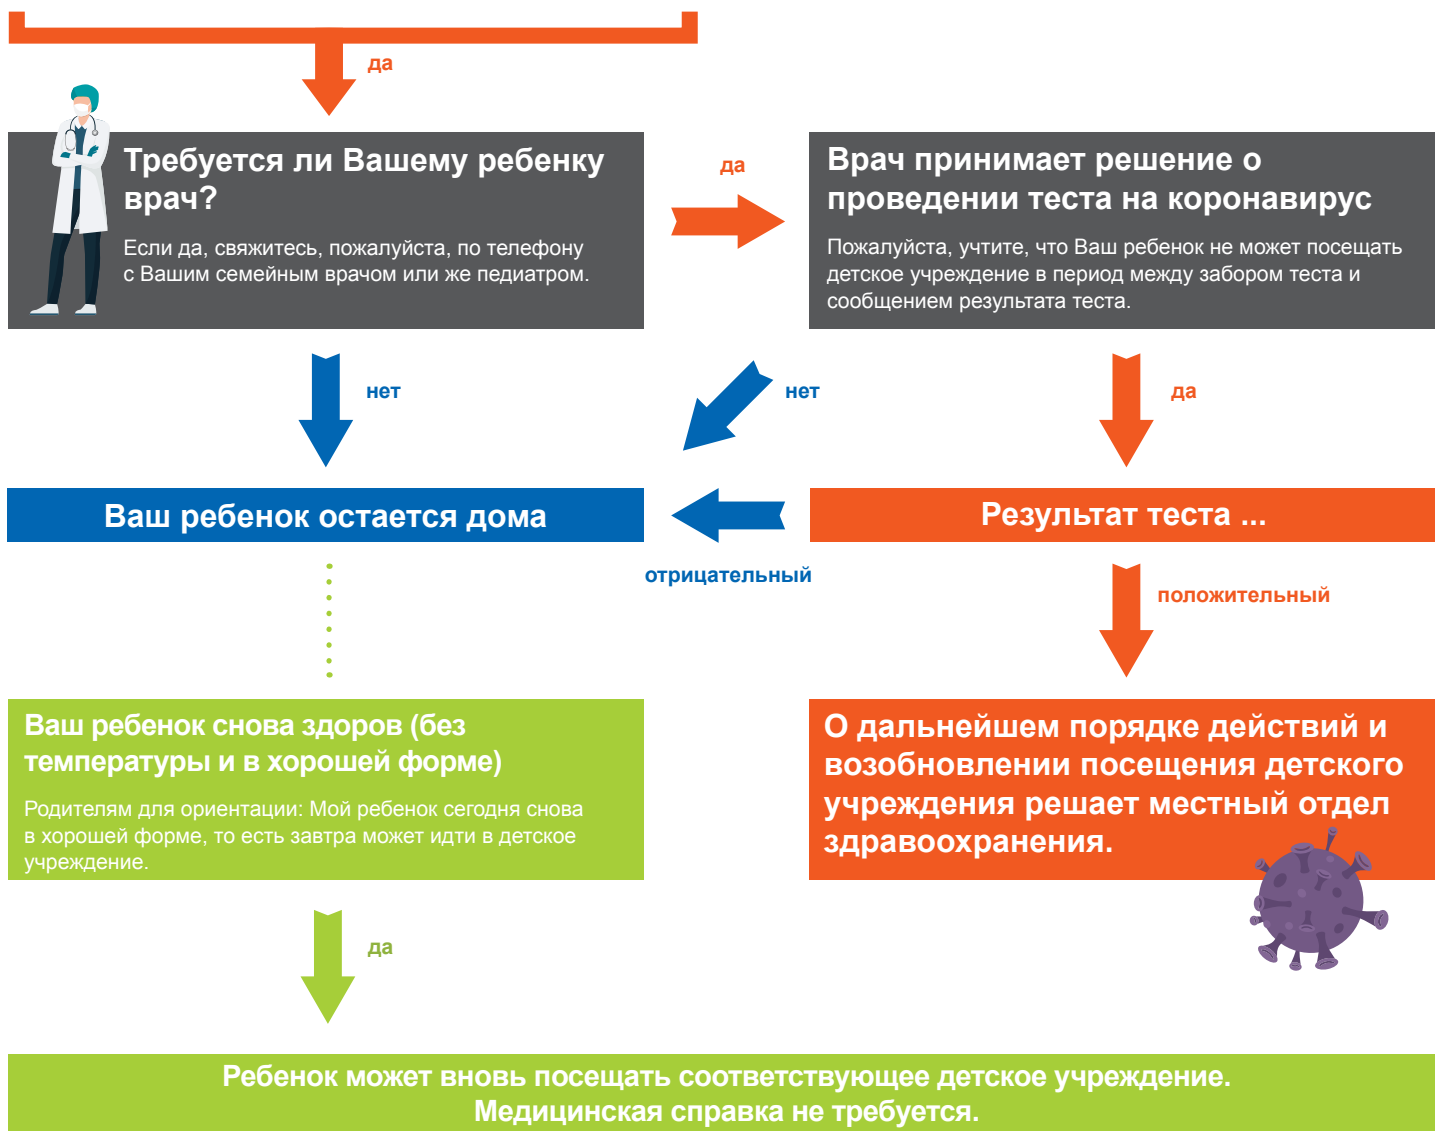 да
Требуется ли Вашему ребенку
врач?
Если да, свяжитесь, пожалуйста, по телефону
с Вашим семейным врачом или же педиатром.
да
Врач принимает решение о
проведении теста на коронавирус
Пожалуйста, учтите, что Ваш ребенок не может посещать
детское учреждение в период между забором теста и
сообщением результата теста.
нет
нет
да
Ваш ребенок остается дома
Результат теста ...
отрицательный
положительный
Ваш ребенок снова здоров (без
температуры и в хорошей форме)
Родителям для ориентации: Мой ребенок сегодня снова
в хорошей форме, то есть завтра может идти в детское
учреждение.
О дальнейшем порядке действий и
возобновлении посещения детского
учреждения решает местный отдел
здравоохранения.
да
Ребенок может вновь посещать соответствующее детское учреждение.
Медицинская справка не требуется.